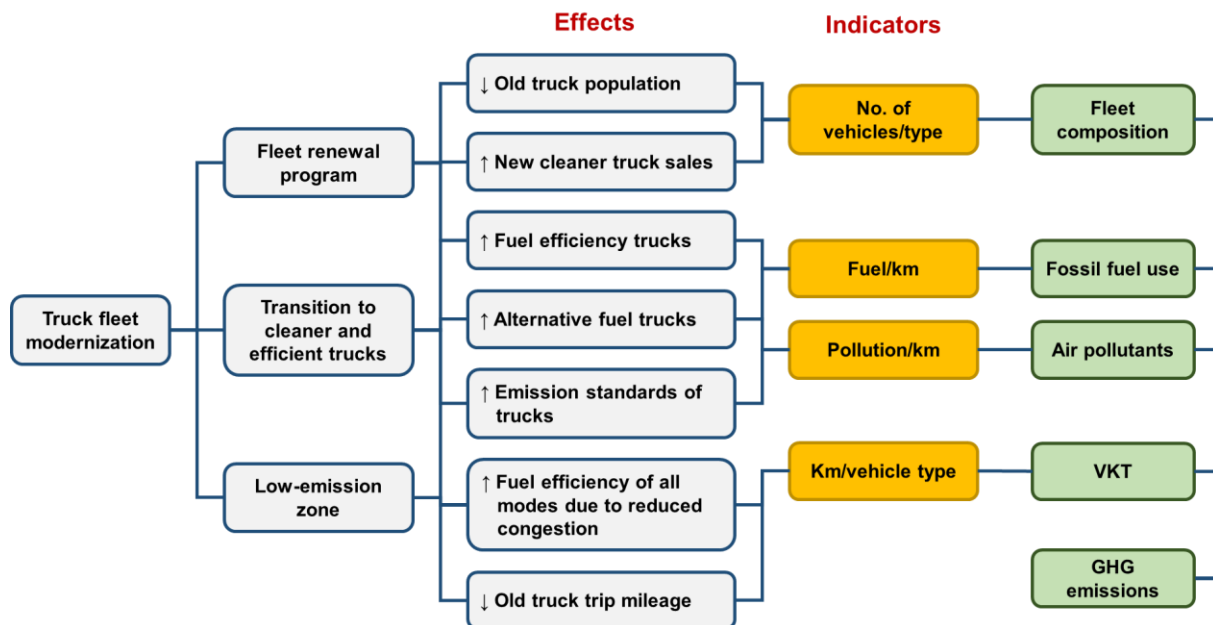 Effects
Indicators
↓ Old truck population
No. of
vehicles/type
Fleet
composition
Fleet renewal
program
↑ New cleaner truck sales
↑ Fuel efficiency trucks
Fuel/km
Fossil fuel use
Truck fleet
modernization
Transition to
cleaner and
efficient trucks
↑ Alternative fuel trucks
Pollution/km
Air pollutants
↑ Emission standards of
trucks
Low-emission
zone
↑ Fuel efficiency of all
modes due to reduced
congestion
Km/vehicle type
VKT
↓ Old truck trip mileage
GHG
emissions